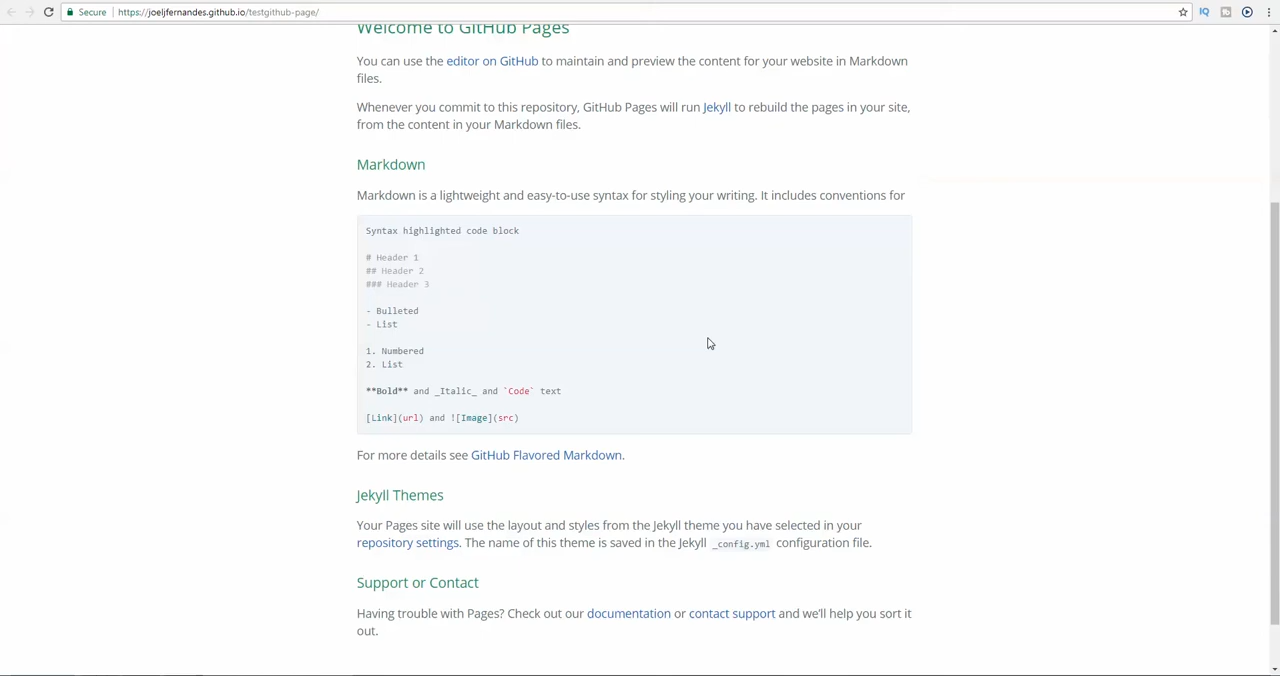 Secure
https://joeljfernandes.github.io/testgithub-page/
IQ
Welcome to GitHub Pages
You can use the editor on GitHub to maintain and preview the content for your website in Markdown
files.
Whenever you commit to this repository, GitHub Pages will run Jekyll to rebuild the pages in your site,
from the content in your Markdown files.
Markdown
Markdown is a lightweight and easy-to-use syntax for styling your writing. It includes conventions for
Syntax highlighted code block
# Header 1
## Header 2
### Header 3
- Bulleted
- List
1. Numbered
2. List
**Bold** and _Italic_ and `Code` text
[Link](url) and ![Image](src)
For more details see GitHub Flavored Markdown.
Jekyll Themes
Your Pages site will use the layout and styles from the Jekyll theme you have selected in your
repository settings. The name of this theme is saved in the Jekyll _config.yml configuration file.
Support or Contact
Having trouble with Pages? Check out our documentation or contact support and we'll help you sort it
out.